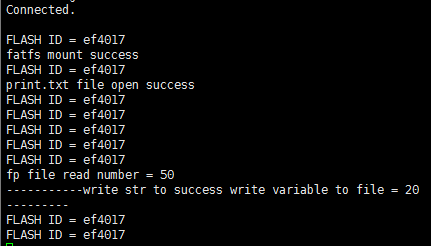 Connected.
FLASH ID = ef4017
fatfs mount success
FLASH ID = ef4017
print.txt file open success
FLASH ID = ef4017
FLASH ID = ef4017
FLASH ID = ef4017
FLASH ID = ef4017
FLASH ID = ef4017
fp file read number = 50
-----------write str to success write variable to file = 20
---------
FLASH ID = ef4017
FLASH ID = ef4017